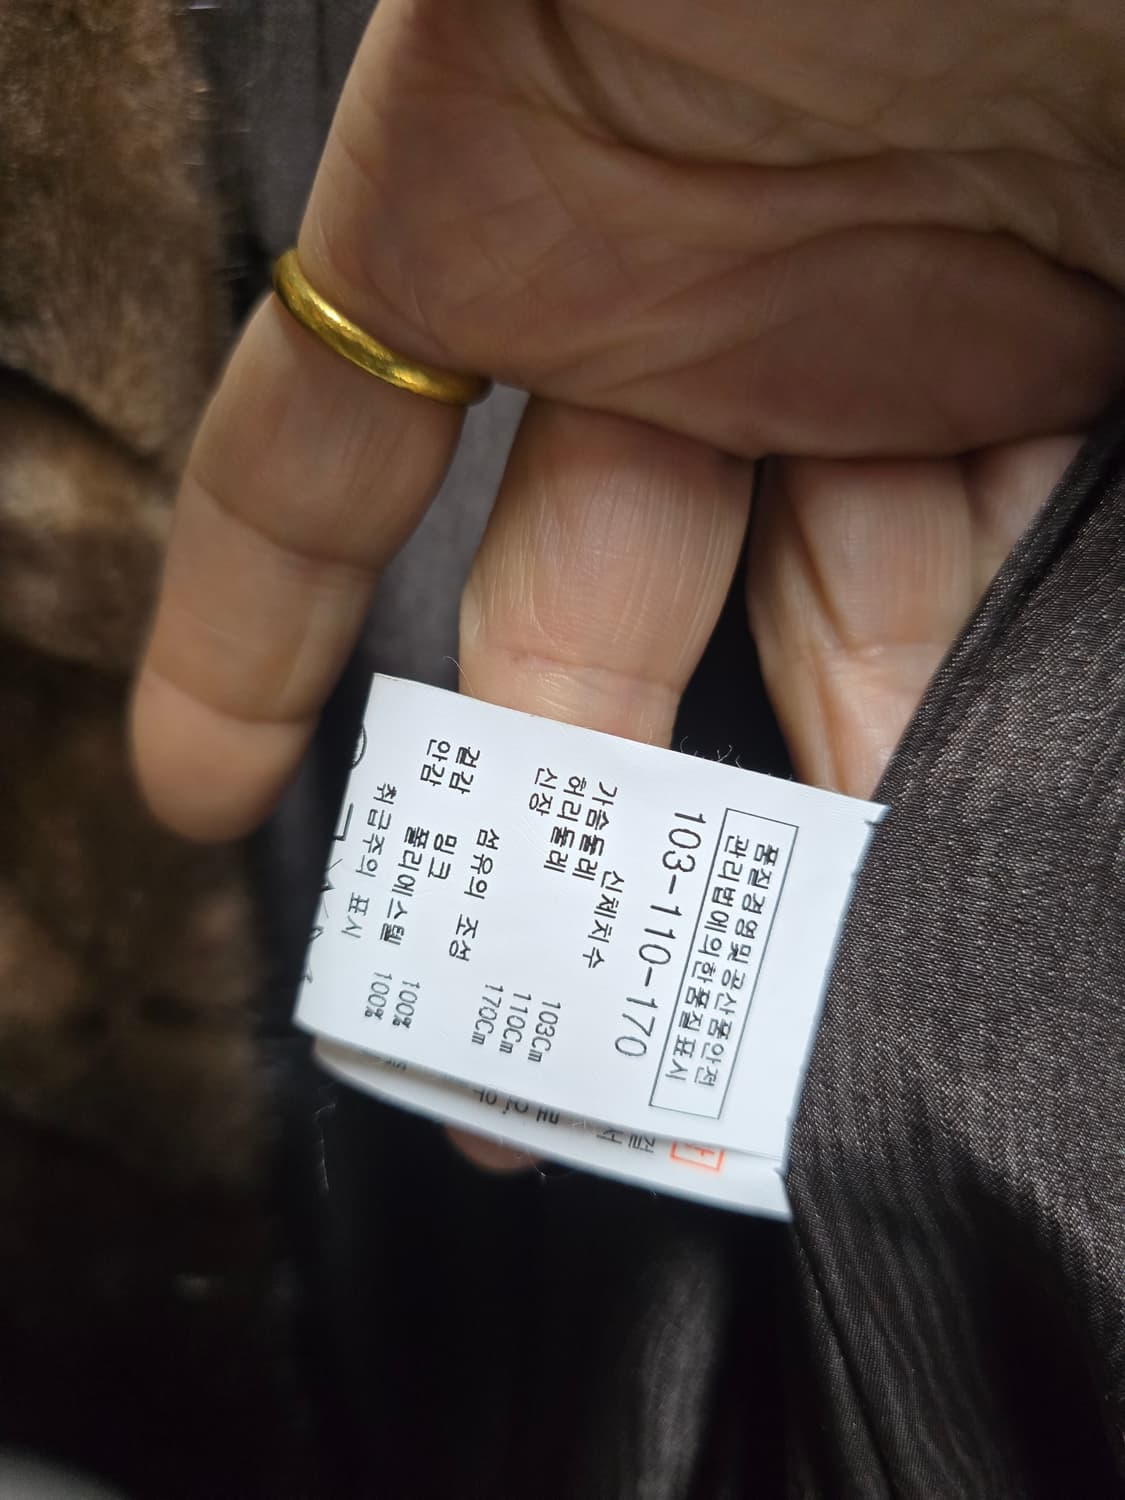 품질경영및공산품안전
관리법에의한품질표시
103-110-170
신체치수
가슴둘레 103Cm
허리둘레 110Cm
신장 170Cm
섬유의 조성
겉감 밍크 100%
안감 폴리에스텔 100%
취급주의 표시